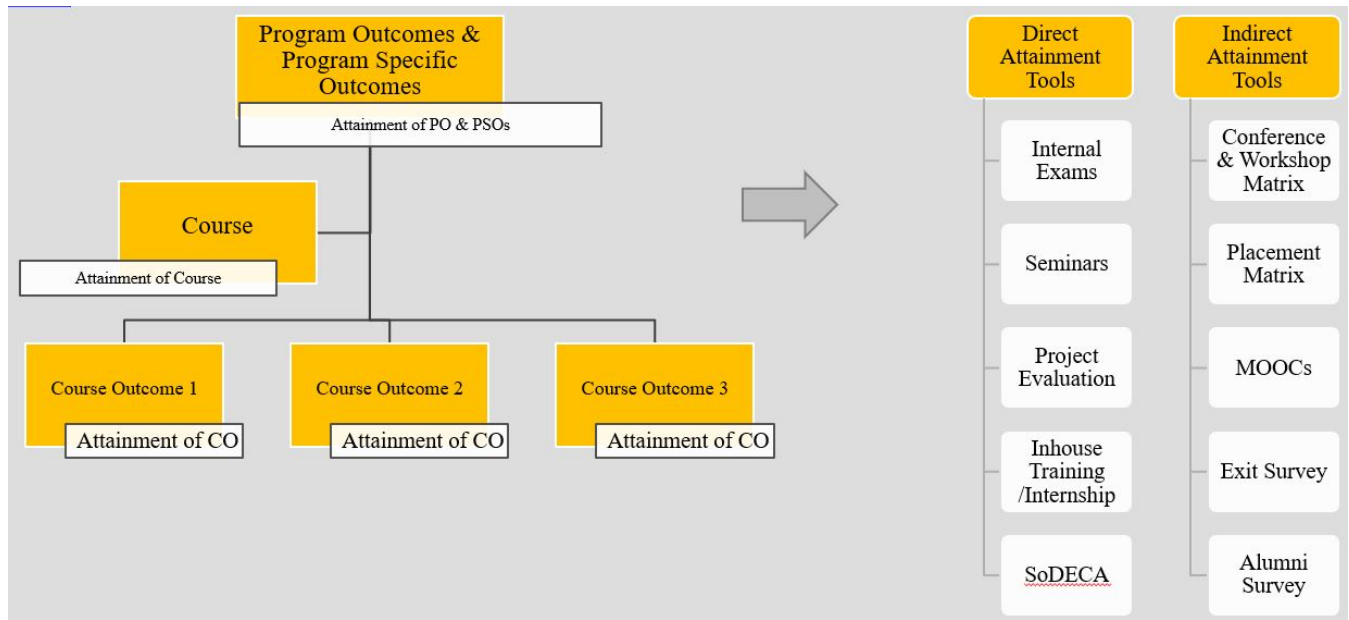 Program Outcomes &
Program Specific
Outcomes
Attainment of PO & PSOs
Course
Attainment of Course
Course Outcome 1
Attainment of CO
Course Outcome 2
Attainment of CO
Course Outcome 3
Attainment of CO
Direct
Attainment
Tools
Internal
Exams
Seminars
Project
Evaluation
Inhouse
Training
/Internship
SoDECA
Indirect
Attainment
Tools
Conference
& Workshop
Matrix
Placement
Matrix
MOOCs
Exit Survey
Alumni
Survey